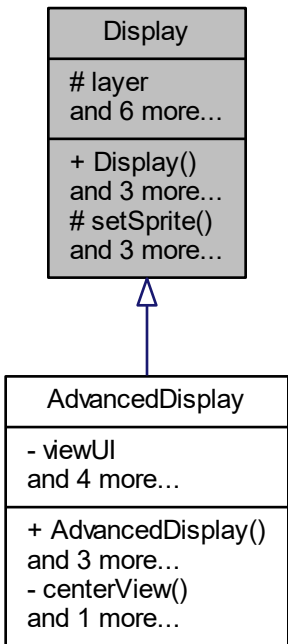 Display
# layer
and 6 more...
+ Display()
and 3 more...
# setSprite()
and 3 more...
AdvancedDisplay
- viewUI
and 4 more...
+ AdvancedDisplay()
and 3 more...
- centerView()
and 1 more...